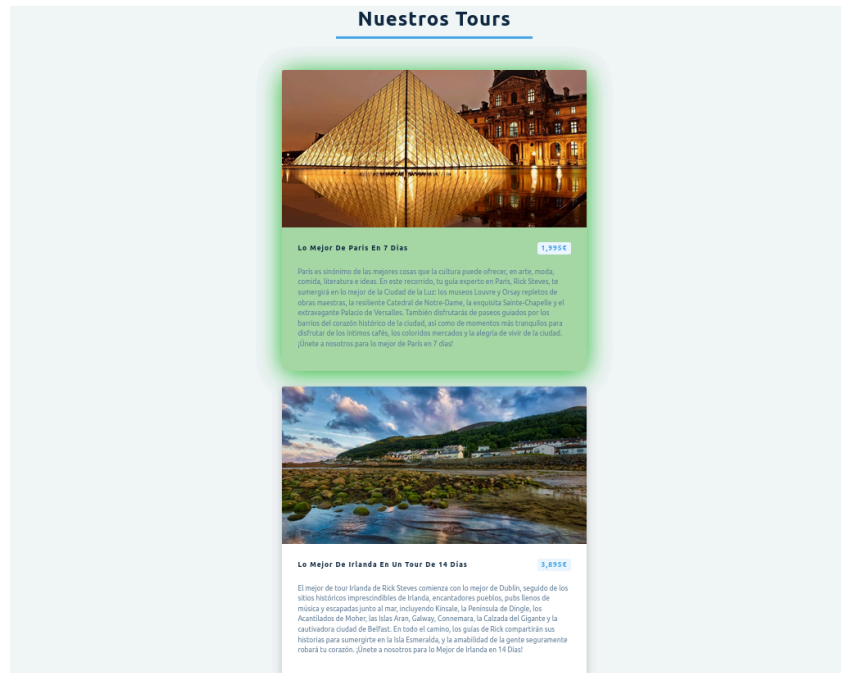 Nuestros Tours
Lo Mejor De París En 7 Días
1,995€
París es sinónimo de las mejores cosas que la cultura puede ofrecer, en arte, moda,
comida, literatura e ideas. En este recorrido, tu guía experto en París, Rick Steves, te
sumergirá en lo mejor de la Ciudad de la Luz: los museos Louvre y Orsay repletos de
obras maestras, la resiliente Catedral de Notre-Dame, la exquisita Sainte-Chapelle y el
extravagante Palacio de Versalles. También disfrutarás de paseos guiados por los
barrios del corazón histórico de la ciudad, así como de momentos más tranquilos para
disfrutar de los íntimos cafés, los coloridos mercados y la alegría de vivir de la ciudad.
¡Únete a nosotros para lo mejor de París en 7 días!
Lo Mejor De Irlanda En Un Tour De 14 Días
3,895€
El mejor de tour Irlanda de Rick Steves comienza con lo mejor de Dublín, seguido de los
sitios históricos imprescindibles de Irlanda, encantadores pueblos, pubs llenos de
música y escapadas junto al mar, incluyendo Kinsale, la Península de Dingle, los
Acantilados de Moher, las Islas Aran, Galway, Connemara, la Calzada del Gigante y la
cautivadora ciudad de Belfast. En todo el camino, los guías de Rick compartirán sus
historias para sumergirte en la Isla Esmeralda, y la amabilidad de la gente seguramente
robará tu corazón. ¡Únete a nosotros para lo Mejor de Irlanda en 14 Días!